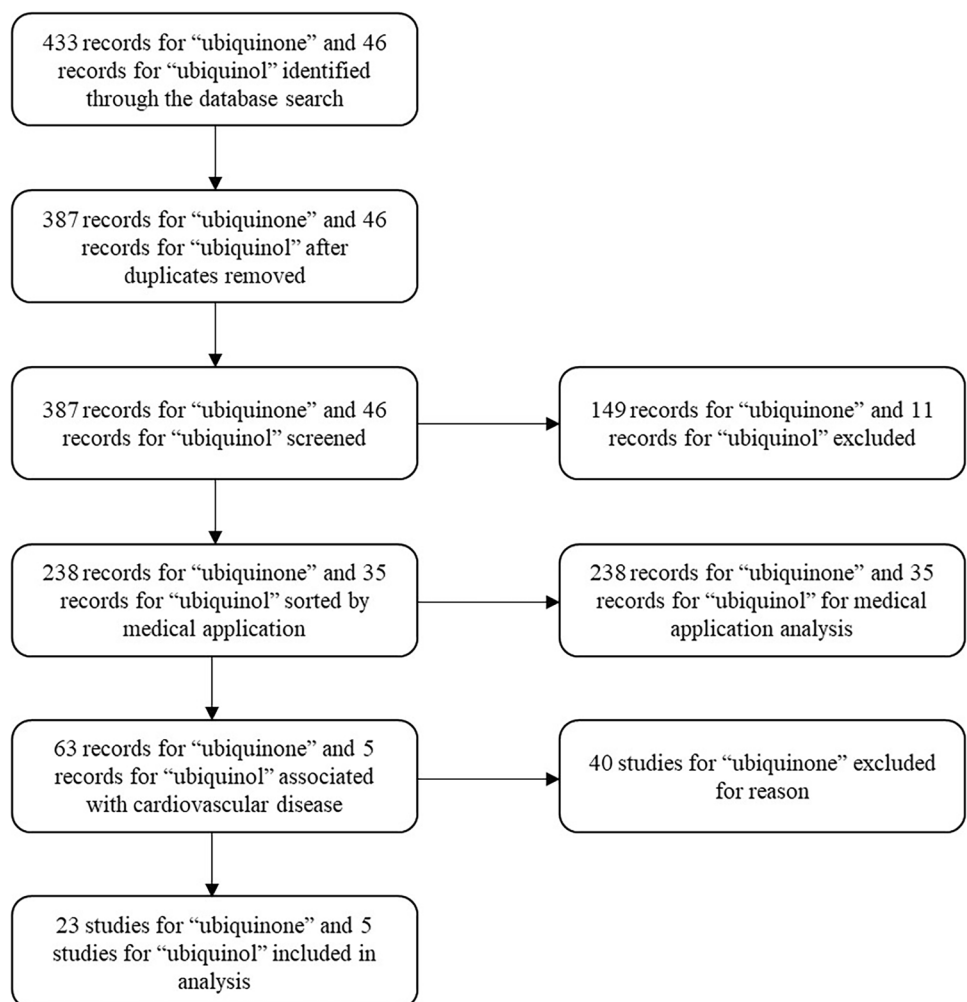 433 records for “ubiquinone” and 46
records for “ubiquinol” identified
through the database search
387 records for “ubiquinone” and 46
records for “ubiquinol” after
duplicates removed
387 records for “ubiquinone” and 46
records for “ubiquinol” screened
149 records for “ubiquinone” and 11
records for “ubiquinol” excluded
238 records for “ubiquinone” and 35
records for “ubiquinol” sorted by
medical application
238 records for “ubiquinone” and 35
records for “ubiquinol” for medical
application analysis
63 records for “ubiquinone” and 5
records for “ubiquinol” associated
with cardiovascular disease
40 studies for “ubiquinone” excluded
for reason
23 studies for “ubiquinone” and 5
studies for “ubiquinol” included in
analysis